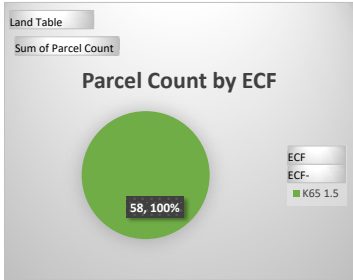 Land Table
Sum of Parcel Count
Parcel Count by ECF
58, 100%
ECF
ECF-
K65 1.5